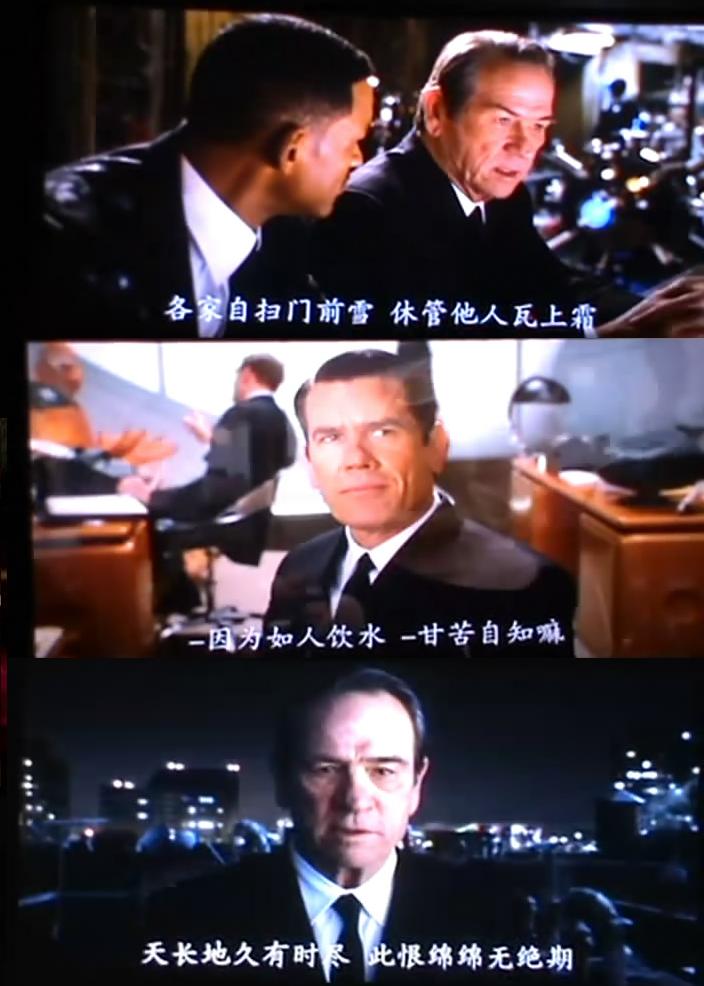 各家自扫门前雪 休管他人瓦上霜
-因为如人饮水 -甘苦自知嘛
天长地久有时尽 此恨绵绵无绝期